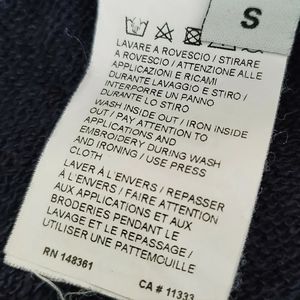 S
LAVARE A ROVESCIO / STIRARE
A ROVESCIO / ATTENZIONE ALLE
APPLICAZIONI E RICAMI
DURANTE LAVAGGIO E STIRO /
INTERPORRE UN PANNO
DURANTE LO STIRO
WASH INSIDE OUT / IRON INSIDE
OUT / PAY ATTENTION TO
APPLICATIONS AND
EMBROIDERY DURING WASH
AND IRONING / USE PRESS
CLOTH
LAVER À L'ENVERS / REPASSER
À L'ENVERS / FAIRE ATTENTION
AUX APPLICATIONS ET AUX
BRODERIES PENDANT LE
LAVAGE ET LE REPASSAGE /
UTILISER UNE PATTEMOUILLE
RN 148361 CA # 11333